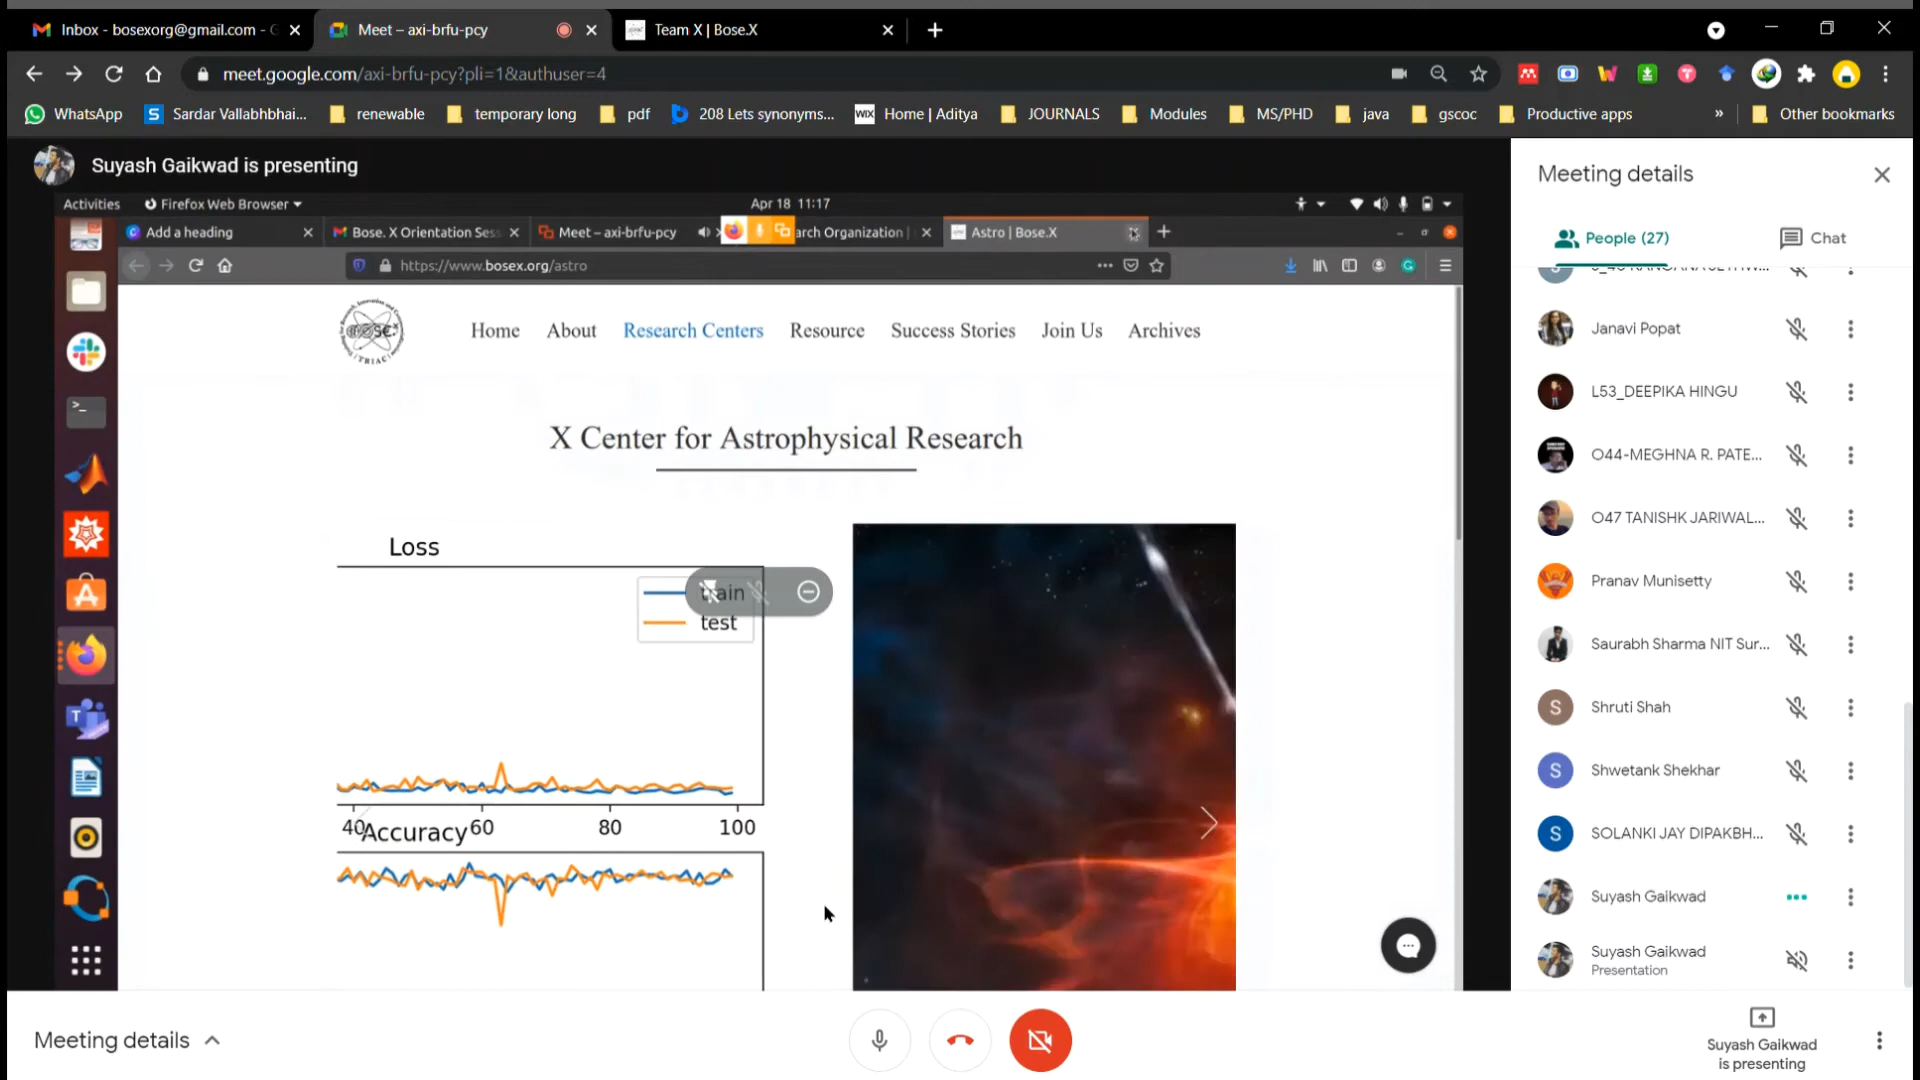 Inbox - bosexorg@gmail.com - G
Meet – axi-brfu-pcy
Team X | Bose.X
meet.google.com/axi-brfu-pcy?pli=1&authuser=4
WhatsApp
Sardar Vallabhbhai...
renewable
temporary long
pdf
208 Lets synonyms...
WIX
Home | Aditya
JOURNALS
Modules
MS/PHD
java
gscoc
Productive apps
»
Other bookmarks
Suyash Gaikwad is presenting
Activities
Firefox Web Browser
Apr 18 11:17
Add a heading
Bose. X Orientation Ses
Meet – axi-brfu-pcy
arch Organization |
Astro | Bose.X
https://www.bosex.org/astro
Home
About
Research Centers
Resource
Success Stories
Join Us
Archives
X Center for Astrophysical Research
Loss
train
test
40
60
80
100
Accuracy
Meeting details
People (27)
Chat
Janavi Popat
L53_DEEPIKA HINGU
O44-MEGHNA R. PATE...
O47 TANISHK JARIWAL...
Pranav Munisetty
Saurabh Sharma NIT Sur...
S
Shruti Shah
S
Shwetank Shekhar
S
SOLANKI JAY DIPAKBH...
Suyash Gaikwad
Suyash Gaikwad
Presentation
Meeting details
Suyash Gaikwad
is presenting